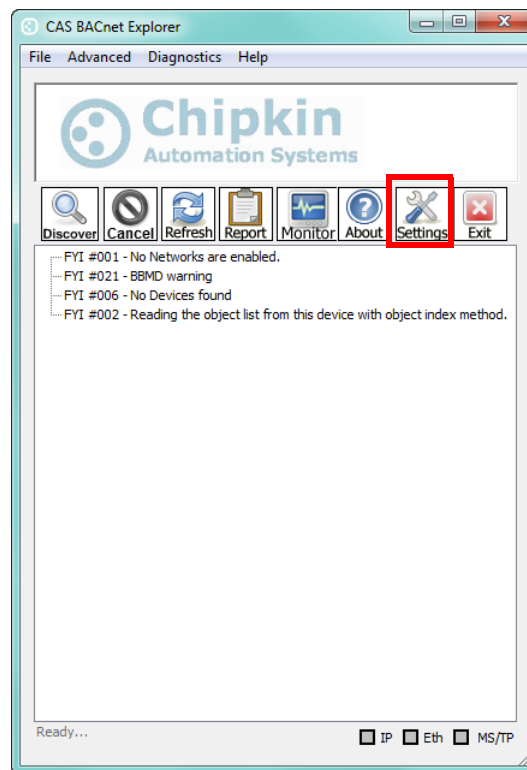 CAS BACnet Explorer
File Advanced Diagnostics Help
Chipkin
Automation Systems
Discover Cancel Refresh Report Monitor About Settings Exit
FYI #001 - No Networks are enabled.
FYI #021 - BBMD warning
FYI #006 - No Devices found
FYI #002 - Reading the object list from this device with object index method.
Ready... IP Eth MS/TP